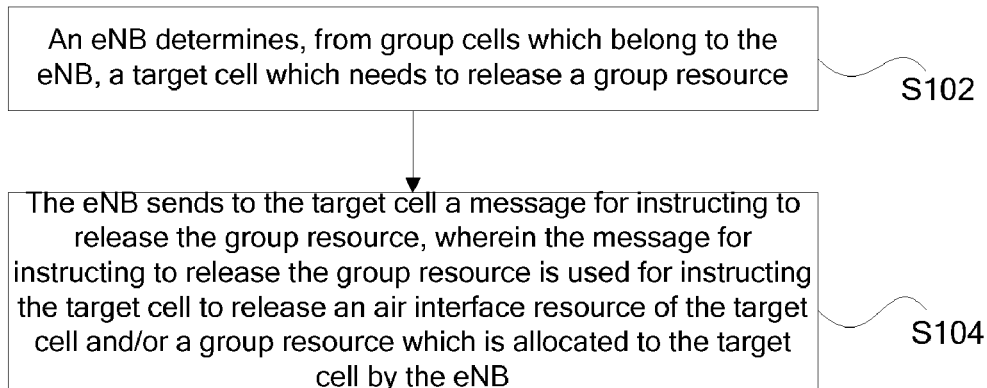 An eNB determines, from group cells which belong to the
eNB, a target cell which needs to release a group resource
S102
The eNB sends to the target cell a message for instructing to
release the group resource, wherein the message for
instructing to release the group resource is used for instructing
the target cell to release an air interface resource of the target
cell and/or a group resource which is allocated to the target
cell by the eNB
S104